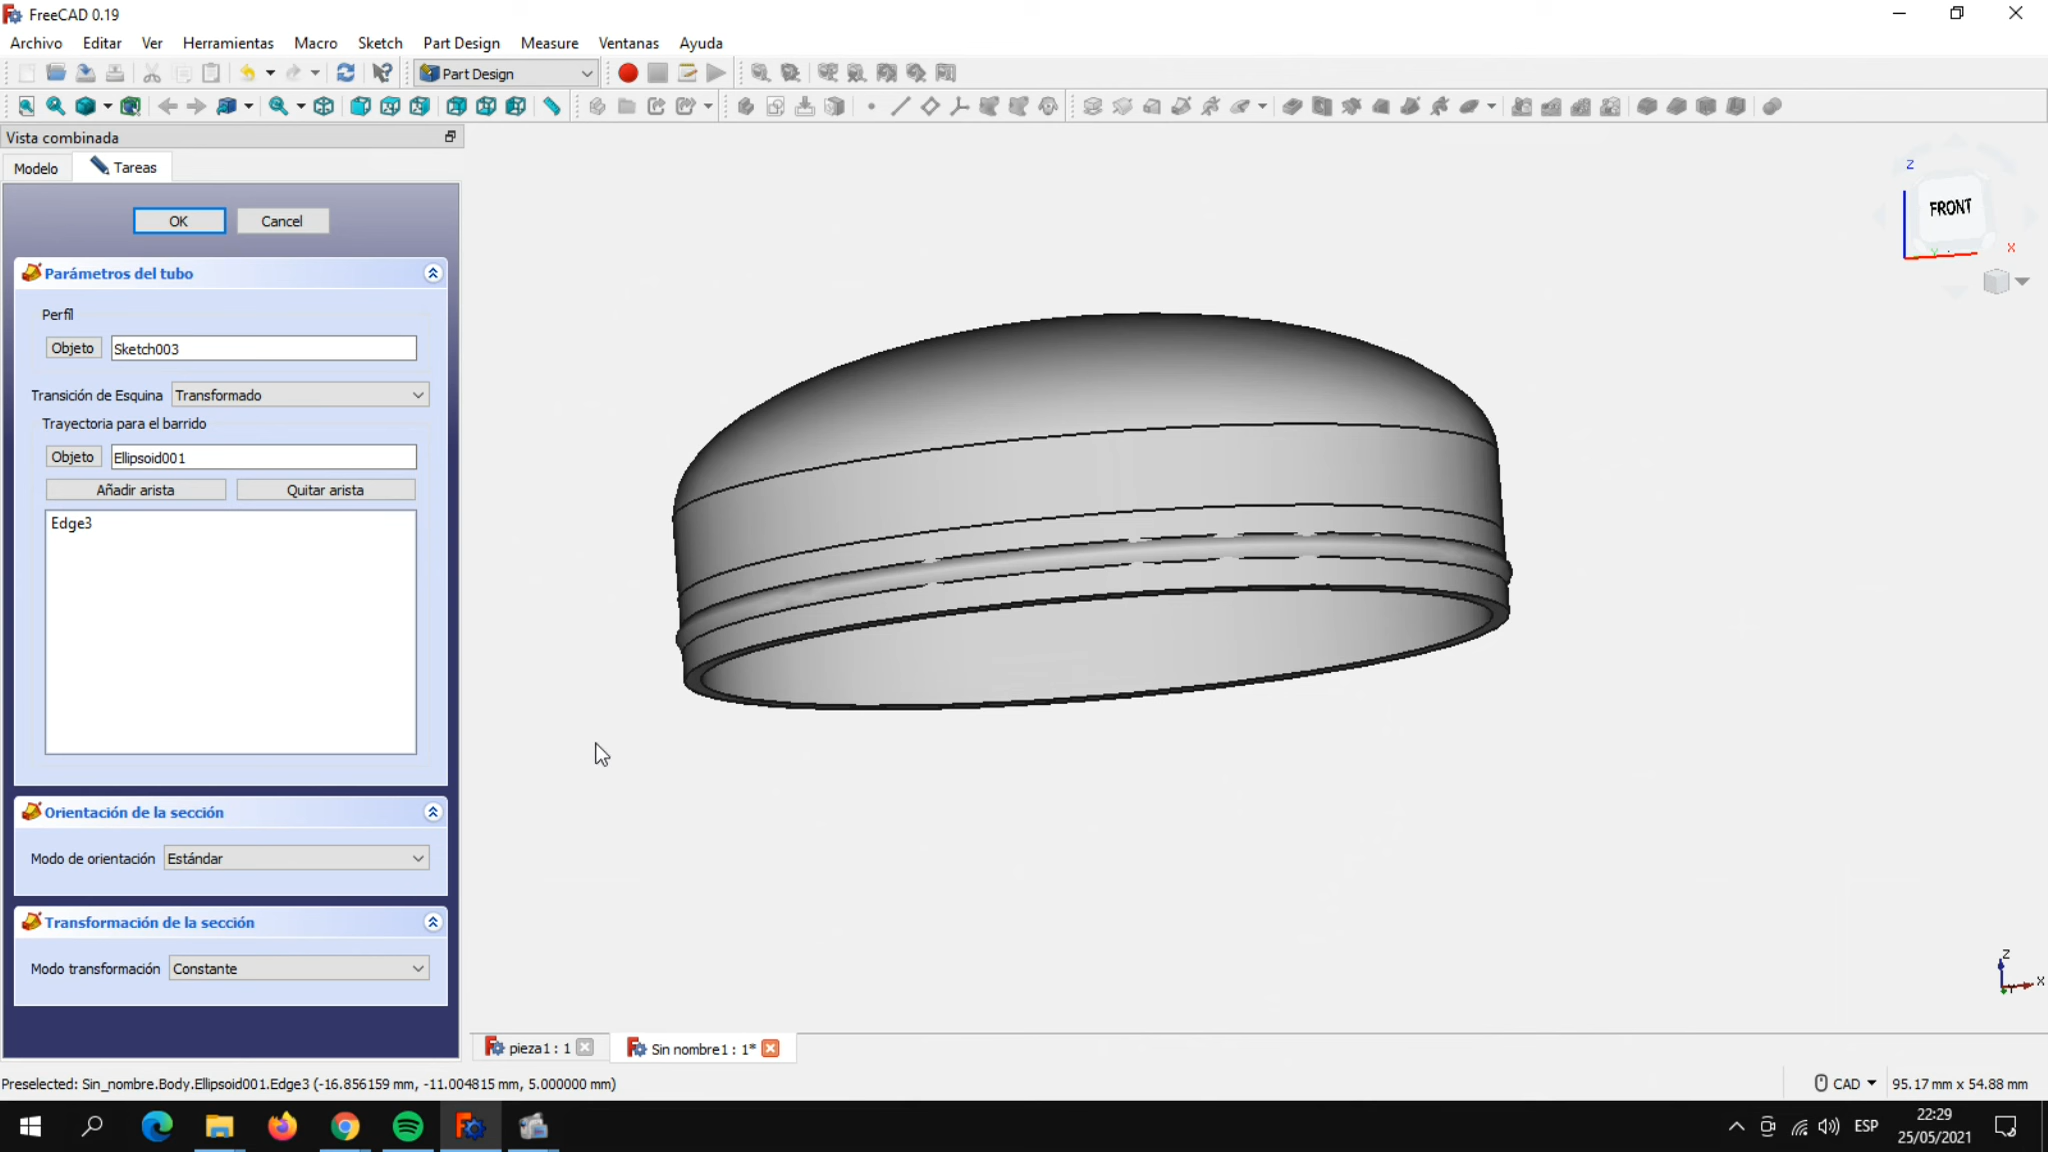 FreeCAD 0.19
Archivo Editar Ver Herramientas Macro Sketch Part Design Measure Ventanas Ayuda
Part Design
Vista combinada
Modelo Tareas
OK Cancel
Parámetros del tubo
Perfil
Objeto Sketch003
Transición de Esquina Transformado
Trayectoria para el barrido
Objeto Ellipsoid001
Añadir arista Quitar arista
Edge3
Orientación de la sección
Modo de orientación Estándar
Transformación de la sección
Modo transformación Constante
Z
FRONT
Y X
Z
Y X
pieza1 : 1 Sin nombre1 : 1*
Preselected: Sin_nombre.Body.Ellipsoid001.Edge3 (-16.856159 mm, -11.004815 mm, 5.000000 mm) CAD 95.17 mm x 54.88 mm
ESP 22:29
25/05/2021